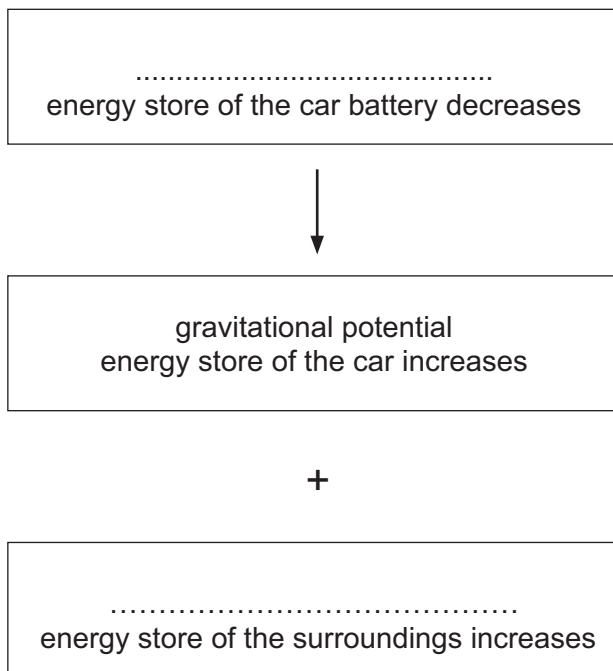 ............................................
energy store of the car battery decreases
gravitational potential
energy store of the car increases
+
............................................
energy store of the surroundings increases